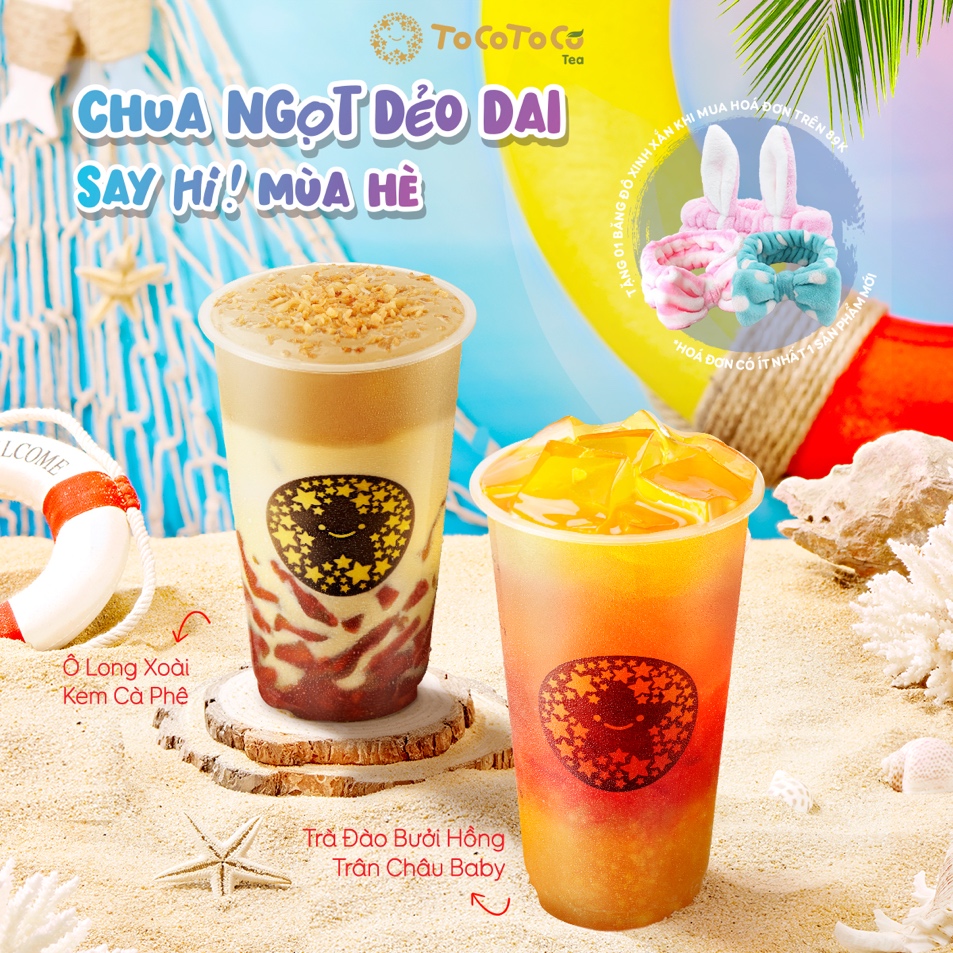 ToCoToCo
Tea
CHUA NGỌT DẺO DAI
SAY Hi! MÙA HÈ
TẶNG 01 BĂNG ĐÔ XINH XẮN KHI MUA HOÁ ĐƠN TRÊN 89K
*HOÁ ĐƠN CÓ ÍT NHẤT 1 SẢN PHẨM MỚI
LCOME
Ô Long Xoài
Kem Cà Phê
Trà Đào Bưởi Hồng
Trân Châu Baby